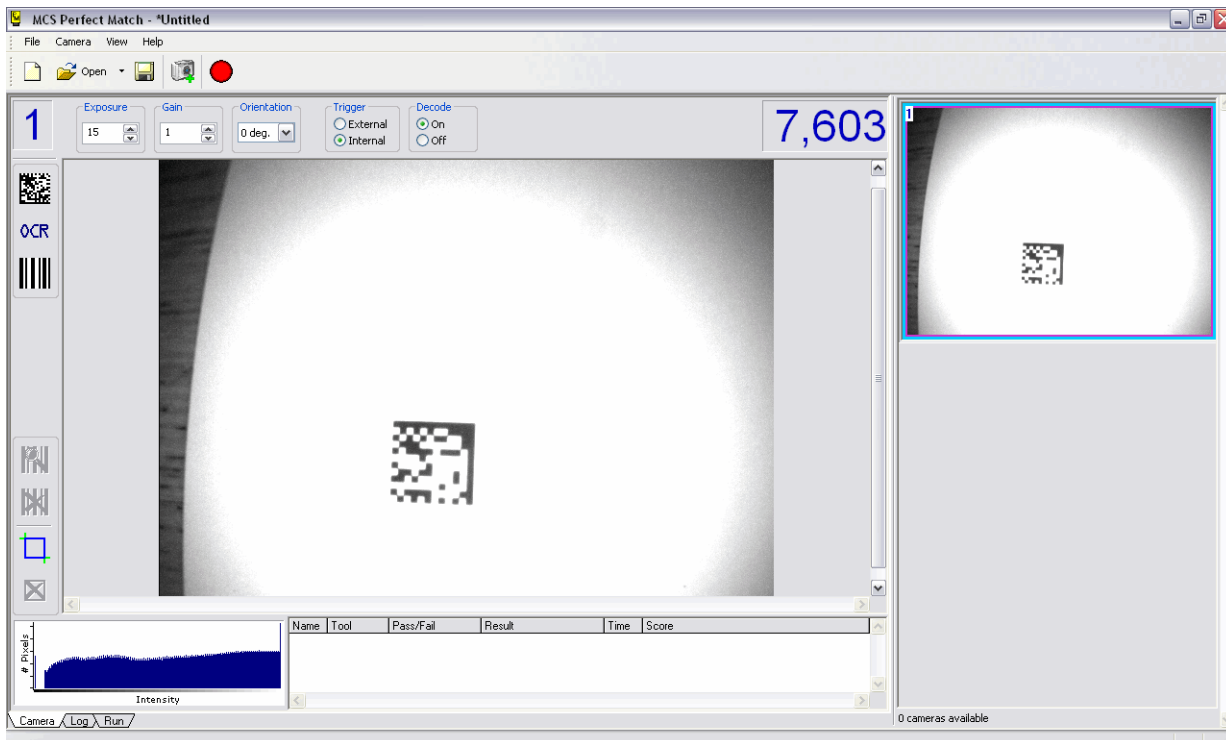 MCS Perfect Match - *Untitled
File Camera View Help
Open
1
Exposure
15
Gain
1
Orientation
0 deg.
Trigger
External
Internal
Decode
On
Off
7,603
1
OCR
# Pixels
Intensity
Name Tool Pass/Fail Result Time Score
Camera Log Run
0 cameras available